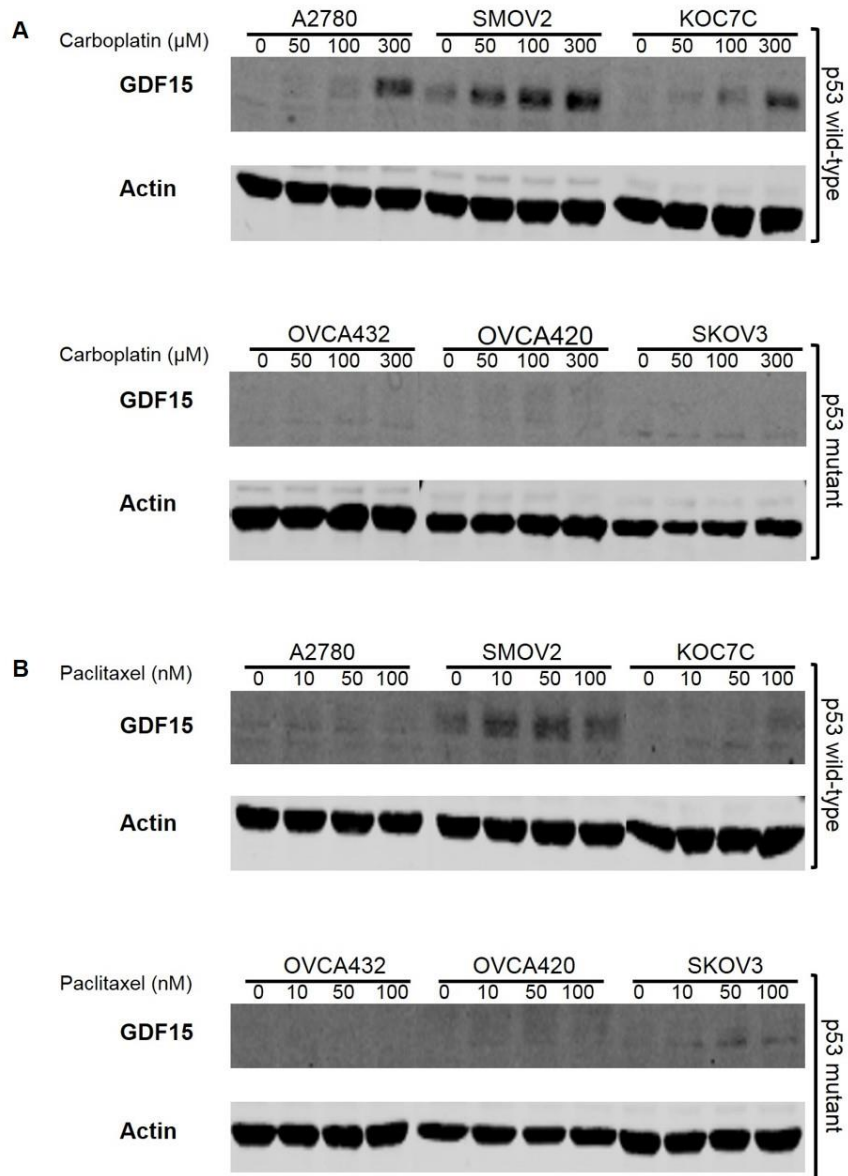 A
A2780 SMOV2 KOC7C
Carboplatin (µM) 0 50 100 300 0 50 100 300 0 50 100 300
GDF15
Actin
p53 wild-type
OVCA432 OVCA420 SKOV3
Carboplatin (µM) 0 50 100 300 0 50 100 300 0 50 100 300
GDF15
Actin
p53 mutant
B
A2780 SMOV2 KOC7C
Paclitaxel (nM) 0 10 50 100 0 10 50 100 0 10 50 100
GDF15
Actin
p53 wild-type
OVCA432 OVCA420 SKOV3
Paclitaxel (nM) 0 10 50 100 0 10 50 100 0 10 50 100
GDF15
Actin
p53 mutant